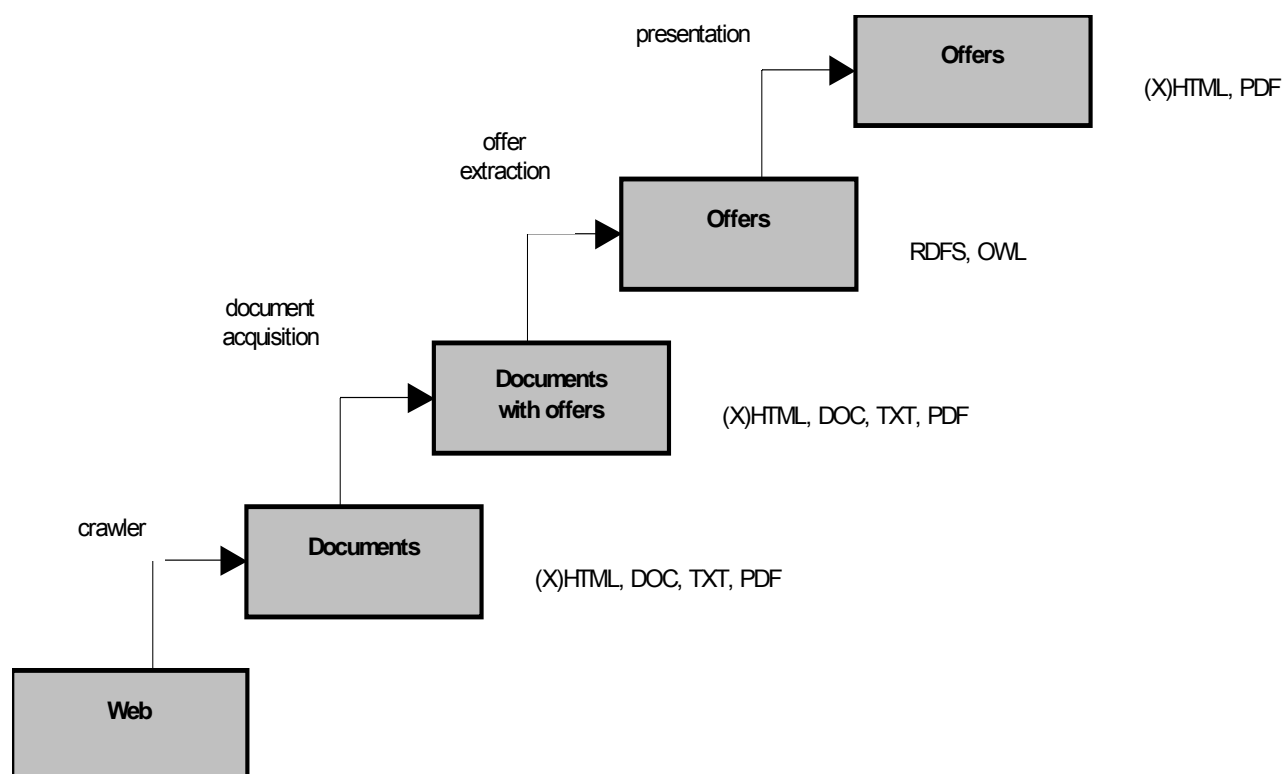 presentation
Offers
(X)HTML, PDF
offer
extraction
Offers
RDFS, OWL
document
acquisition
Documents
with offers
(X)HTML, DOC, TXT, PDF
crawler
Documents
(X)HTML, DOC, TXT, PDF
Web